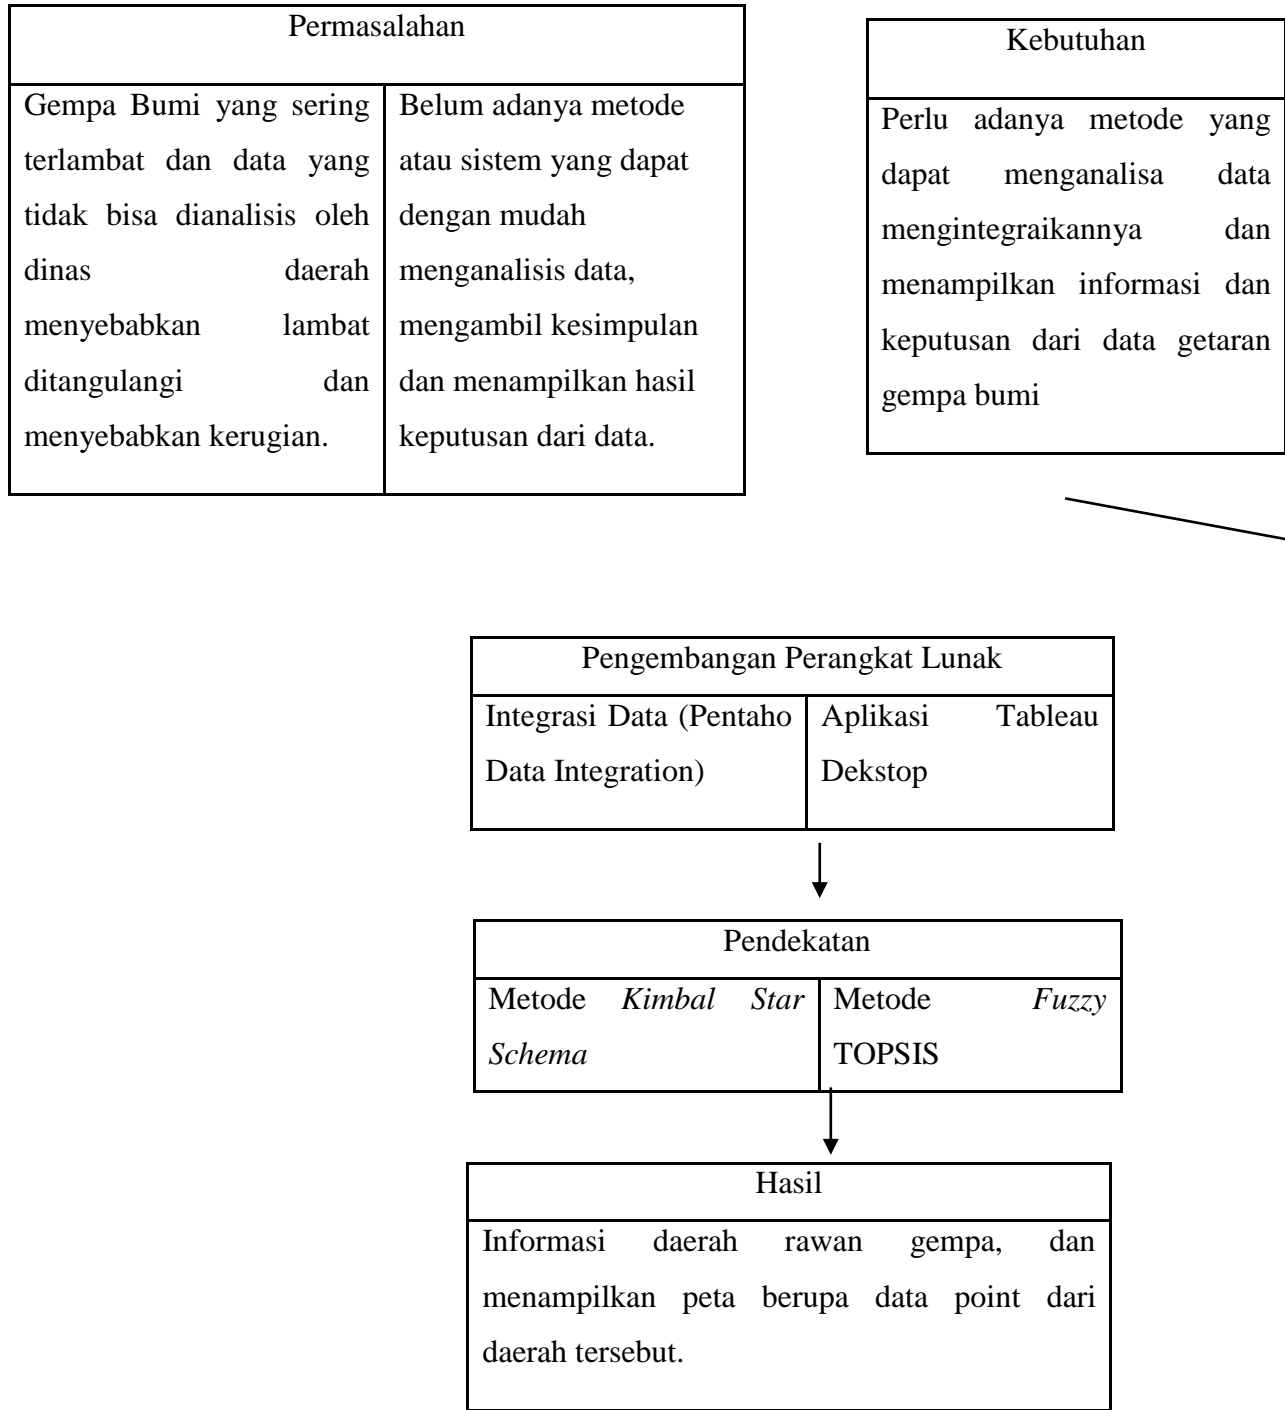 Permasalahan
Gempa Bumi yang sering
terlambat dan data yang
tidak bisa dianalisis oleh
dinas daerah
menyebabkan lambat
ditangulangi dan
menyebabkan kerugian.
Belum adanya metode
atau sistem yang dapat
dengan mudah
menganalisis data,
mengambil kesimpulan
dan menampilkan hasil
keputusan dari data.
Kebutuhan
Perlu adanya metode yang
dapat menganalisa data
mengintegraikannya dan
menampilkan informasi dan
keputusan dari data getaran
gempa bumi
Pengembangan Perangkat Lunak
Integrasi Data (Pentaho
Data Integration)
Aplikasi Tableau
Dekstop
Pendekatan
Metode Kimbal Star
Schema
Metode Fuzzy
TOPSIS
Hasil
Informasi daerah rawan gempa, dan
menampilkan peta berupa data point dari
daerah tersebut.